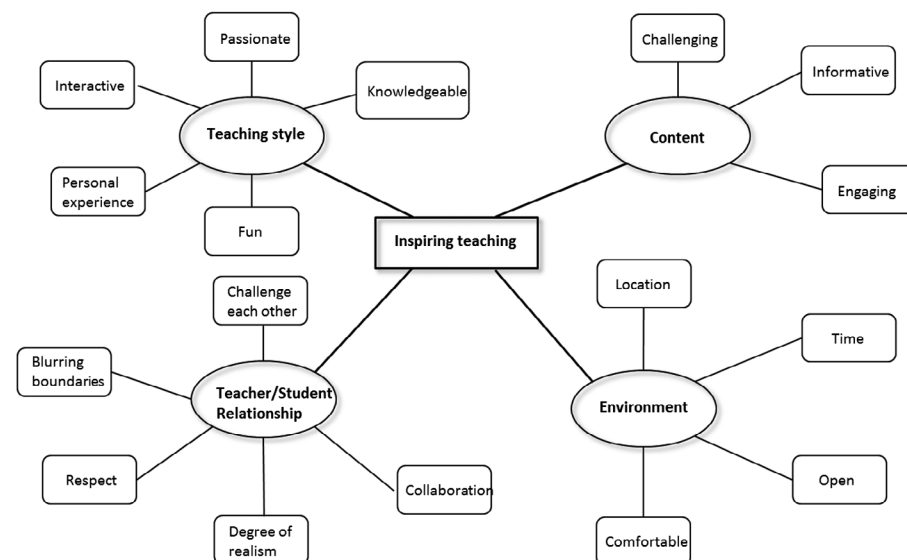 Passionate
Interactive
Knowledgeable
Teaching style
Personal
experience
Fun
Challenging
Informative
Content
Engaging
Inspiring teaching
Challenge
each other
Blurring
boundaries
Teacher/Student
Relationship
Respect
Collaboration
Degree of
realism
Location
Time
Environment
Open
Comfortable